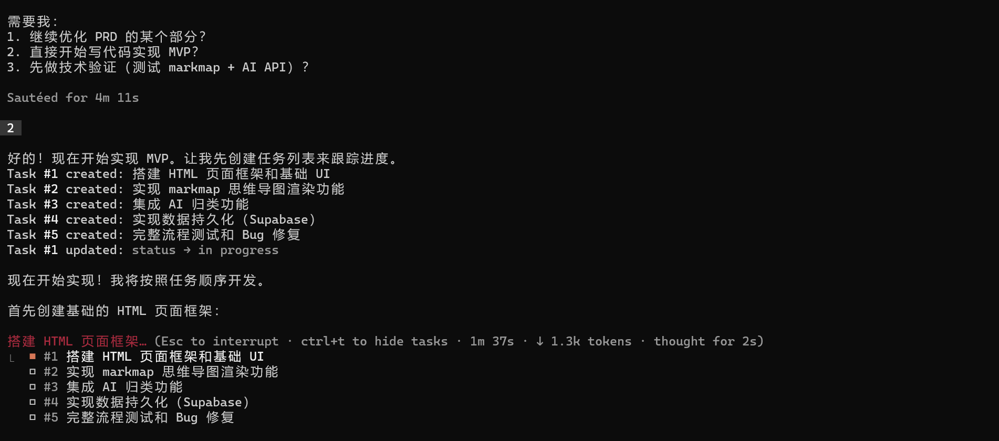 需要我：
1. 继续优化 PRD 的某个部分？
2. 直接开始写代码实现 MVP？
3. 先做技术验证（测试 markmap + AI API）？
Sautéed for 4m 11s
2
好的！现在开始实现 MVP。让我先创建任务列表来跟踪进度。
Task #1 created: 搭建 HTML 页面框架和基础 UI
Task #2 created: 实现 markmap 思维导图渲染功能
Task #3 created: 集成 AI 归类功能
Task #4 created: 实现数据持久化（Supabase）
Task #5 created: 完整流程测试和 Bug 修复
Task #1 updated: status → in progress
现在开始实现！我将按照任务顺序开发。
首先创建基础的 HTML 页面框架：
搭建 HTML 页面框架… (Esc to interrupt · ctrl+t to hide tasks · 1m 37s · ↓ 1.3k tokens · thought for 2s)
#1 搭建 HTML 页面框架和基础 UI
#2 实现 markmap 思维导图渲染功能
#3 集成 AI 归类功能
#4 实现数据持久化（Supabase）
#5 完整流程测试和 Bug 修复